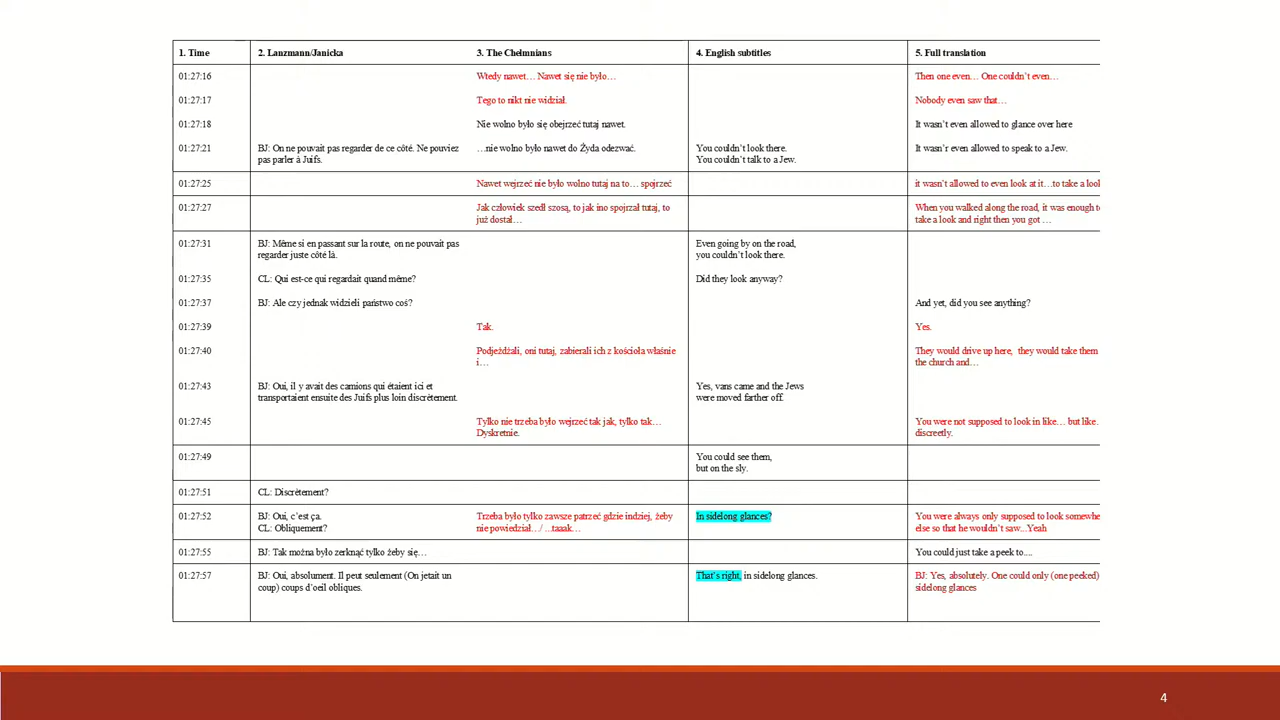 1. Time 2. Lanzmann/Janicka 3. The Chelmnians 4. English subtitles 5. Full translation
01:27:16 Wtedy nawet… Nawet się nie było… Then one even… One couldn't even…
01:27:17 Tego to nikt nie widział. Nobody even saw that…
01:27:18 Nie wolno było się obejrzeć tutaj nawet. It wasn't even allowed to glance over here
01:27:21 BJ: On ne pouvait pas regarder de ce côté. Ne pouviez …nie wolno było nawet do Żyda odezwać. You couldn't look there. It wasn'r even allowed to speak to a Jew.
pas parler à Juifs. You couldn't talk to a Jew.
01:27:25 Nawet wejrzeć nie było wolno tutaj na to… spojrzeć it wasn't allowed to even look at it…to take a look
01:27:27 Jak człowiek szedł szosą, to jak ino spojrzał tutaj, to When you walked along the road, it was enough to
już dostał… take a look and right then you got …
01:27:31 BJ: Même si en passant sur la route, on ne pouvait pas Even going by on the road,
regarder juste côté là. you couldn't look there.
01:27:35 CL: Qui est-ce qui regardait quand même? Did they look anyway?
01:27:37 BJ: Ale czy jednak widzieli państwo coś? And yet, did you see anything?
01:27:39 Tak. Yes.
01:27:40 Podjeżdżali, oni tutaj, zabierali ich z kościoła właśnie They would drive up here, they would take them
i… the church and…
01:27:43 BJ: Oui, il y avait des camions qui étaient ici et Yes, vans came and the Jews
transportaient ensuite des Juifs plus loin discrètement. were moved farther off.
01:27:45 Tylko nie trzeba było wejrzeć tak jak, tylko tak… You were not supposed to look in like… but like
Dyskretnie. discreetly.
01:27:49 You could see them,
but on the sly.
01:27:51 CL: Discrètement?
01:27:52 BJ: Oui, c'est ça. Trzeba było tylko zawsze patrzeć gdzie indziej, żeby In sidelong glances? You were always only supposed to look somewhe
CL: Obliquement? nie powiedział…/ …taaak… else so that he wouldn't saw...Yeah
01:27:55 BJ: Tak można było zerknąć tylko żeby się… You could just take a peek to....
01:27:57 BJ: Oui, absolument. Il peut seulement (On jetait un That's right, in sidelong glances. BJ: Yes, absolutely. One could only (one peeked)
coup) coups d'oeil obliques. sidelong glances
4